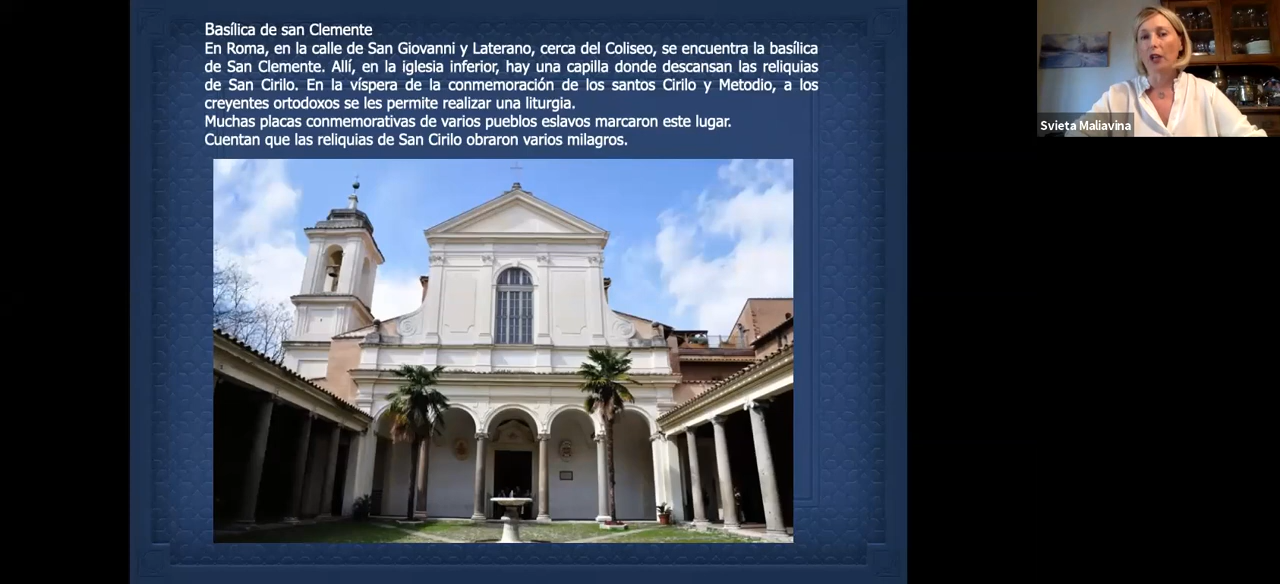 Basílica de san Clemente
En Roma, en la calle de San Giovanni y Laterano, cerca del Coliseo, se encuentra la basílica
de San Clemente. Allí, en la iglesia inferior, hay una capilla donde descansan las reliquias
de San Cirilo. En la víspera de la conmemoración de los santos Cirilo y Metodio, a los
creyentes ortodoxos se les permite realizar una liturgia.
Muchas placas conmemorativas de varios pueblos eslavos marcaron este lugar.
Cuentan que las reliquias de San Cirilo obraron varios milagros.
Svieta Maliavina